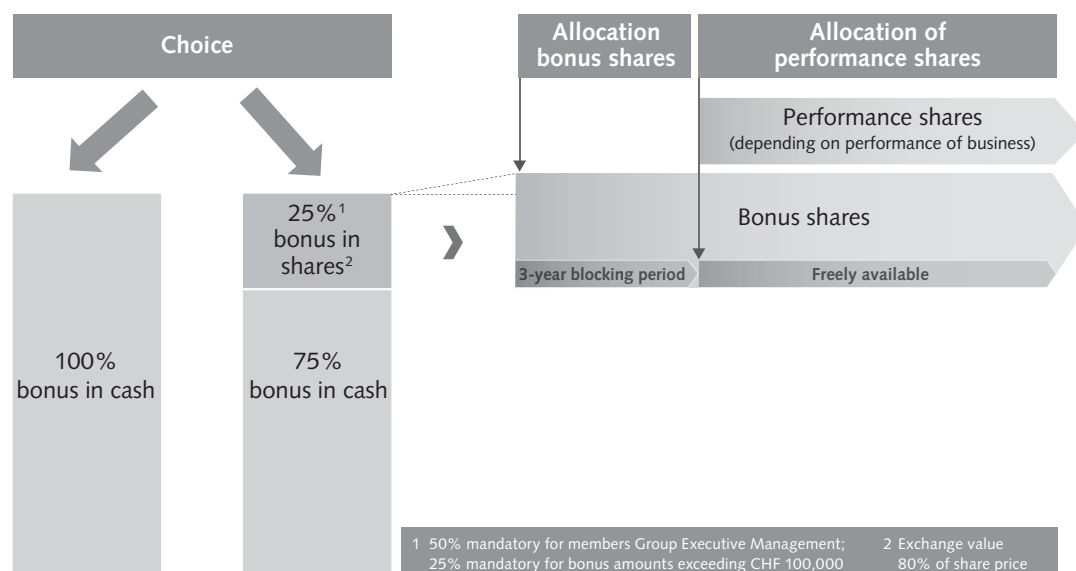 Choice
Allocation
bonus shares
Allocation of
performance shares
Performance shares
(depending on performance of business)
25%¹
bonus in
shares²
Bonus shares
3-year blocking period
Freely available
100%
bonus in cash
75%
bonus in cash
1 50% mandatory for members Group Executive Management;
25% mandatory for bonus amounts exceeding CHF 100,000
2 Exchange value
80% of share price